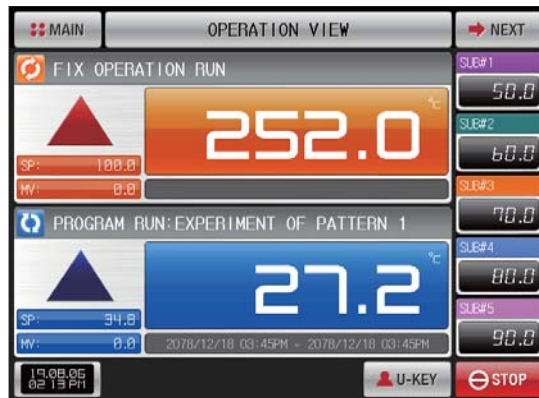 MAIN
OPERATION VIEW
NEXT
FIX OPERATION RUN
°C
252.0
SP: 100.0
MV: 0.0
PROGRAM RUN:EXPERIMENT OF PATTERN 1
°C
27.2
SP: 34.8
MV: 0.0
2078/12/18 03:45PM ~ 2078/12/18 03:45PM
SUB#1
50.0
SUB#2
60.0
SUB#3
70.0
SUB#4
80.0
SUB#5
90.0
19.08.06
02:13 PM
U-KEY
STOP